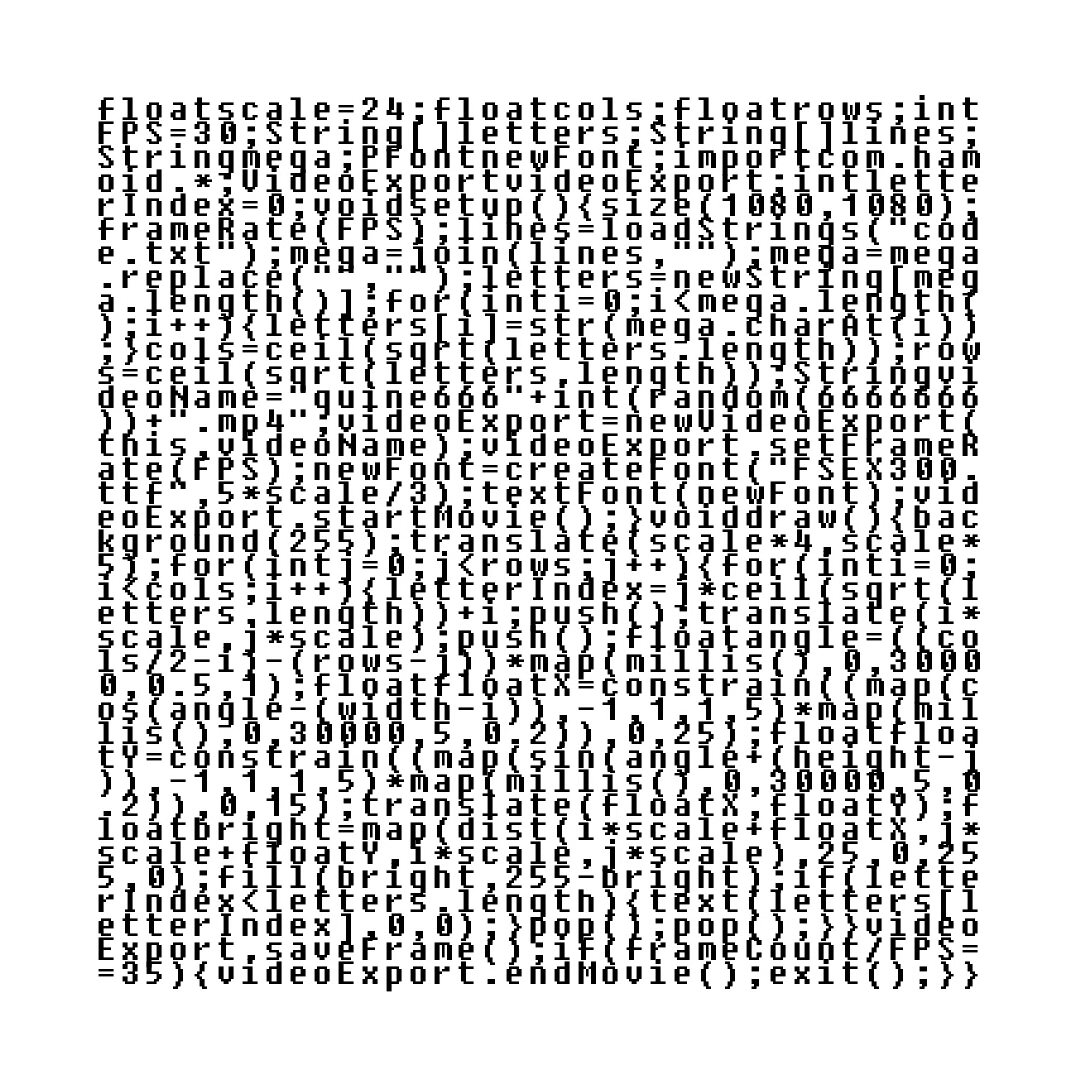 floatscale=24;floatcols;floatrows;int
FPS=30;String[]letters;String[]lines;
Stringmega;PFontnewFont;importcom.ham
oid.*;VideoExportvideoExport;intlette
rIndex=0;voidsetup(){size(1080,1080);
frameRate(FPS);lines=loadStrings("cod
e.txt");mega=join(lines,"");mega=mega
.replace("","");letters=newString[meg
a.length()];for(inti=0;i<mega.length(
);i++){letters[i]=str(mega.charAt(i))
;}cols=ceil(sqrt(letters.length));row
s=ceil(sqrt(letters.length));Stringvi
deoName="quine666"+int(random(6666666
))+".mp4";videoExport=newVideoExport(
this,videoName);videoExport.setFrameR
ate(FPS);newFont=createFont("FSEX300.
ttf",5*scale/3);textFont(newFont);vid
eoExport.startMovie();}voiddraw(){bac
kground(255);translate(scale*4,scale*
5);for(intj=0;j<rows;j++){for(inti=0;
i<cols;i++){letterIndex=j*ceil(sqrt(l
etters.length))+i;push();translate(i*
scale,j*scale);push();floatangle=((co
ls/2-i)-(rows-j))*map(millis(),0,3000
0,0.5,1);floatfloatX=constrain((map(c
os(angle-(width-i)),-1,1,1,5)*map(mil
lis(),0,30000,5,0.2)),0,25);floatfloa
tY=constrain((map(sin(angle+(height-j
)),-1,1,1,5)*map(millis(),0,30000,5,0
.2)),0,15);translate(floatX,floatY);f
loatbright=map(dist(i*scale+floatX,j*
scale+floatY,i*scale,j*scale),25,0,25
5,0);fill(bright,255-bright);if(lette
rIndex<letters.length){text(letters[l
etterIndex],0,0);}pop();pop();}}video
Export.saveFrame();if(frameCount/FPS=
=35){videoExport.endMovie();exit();}}